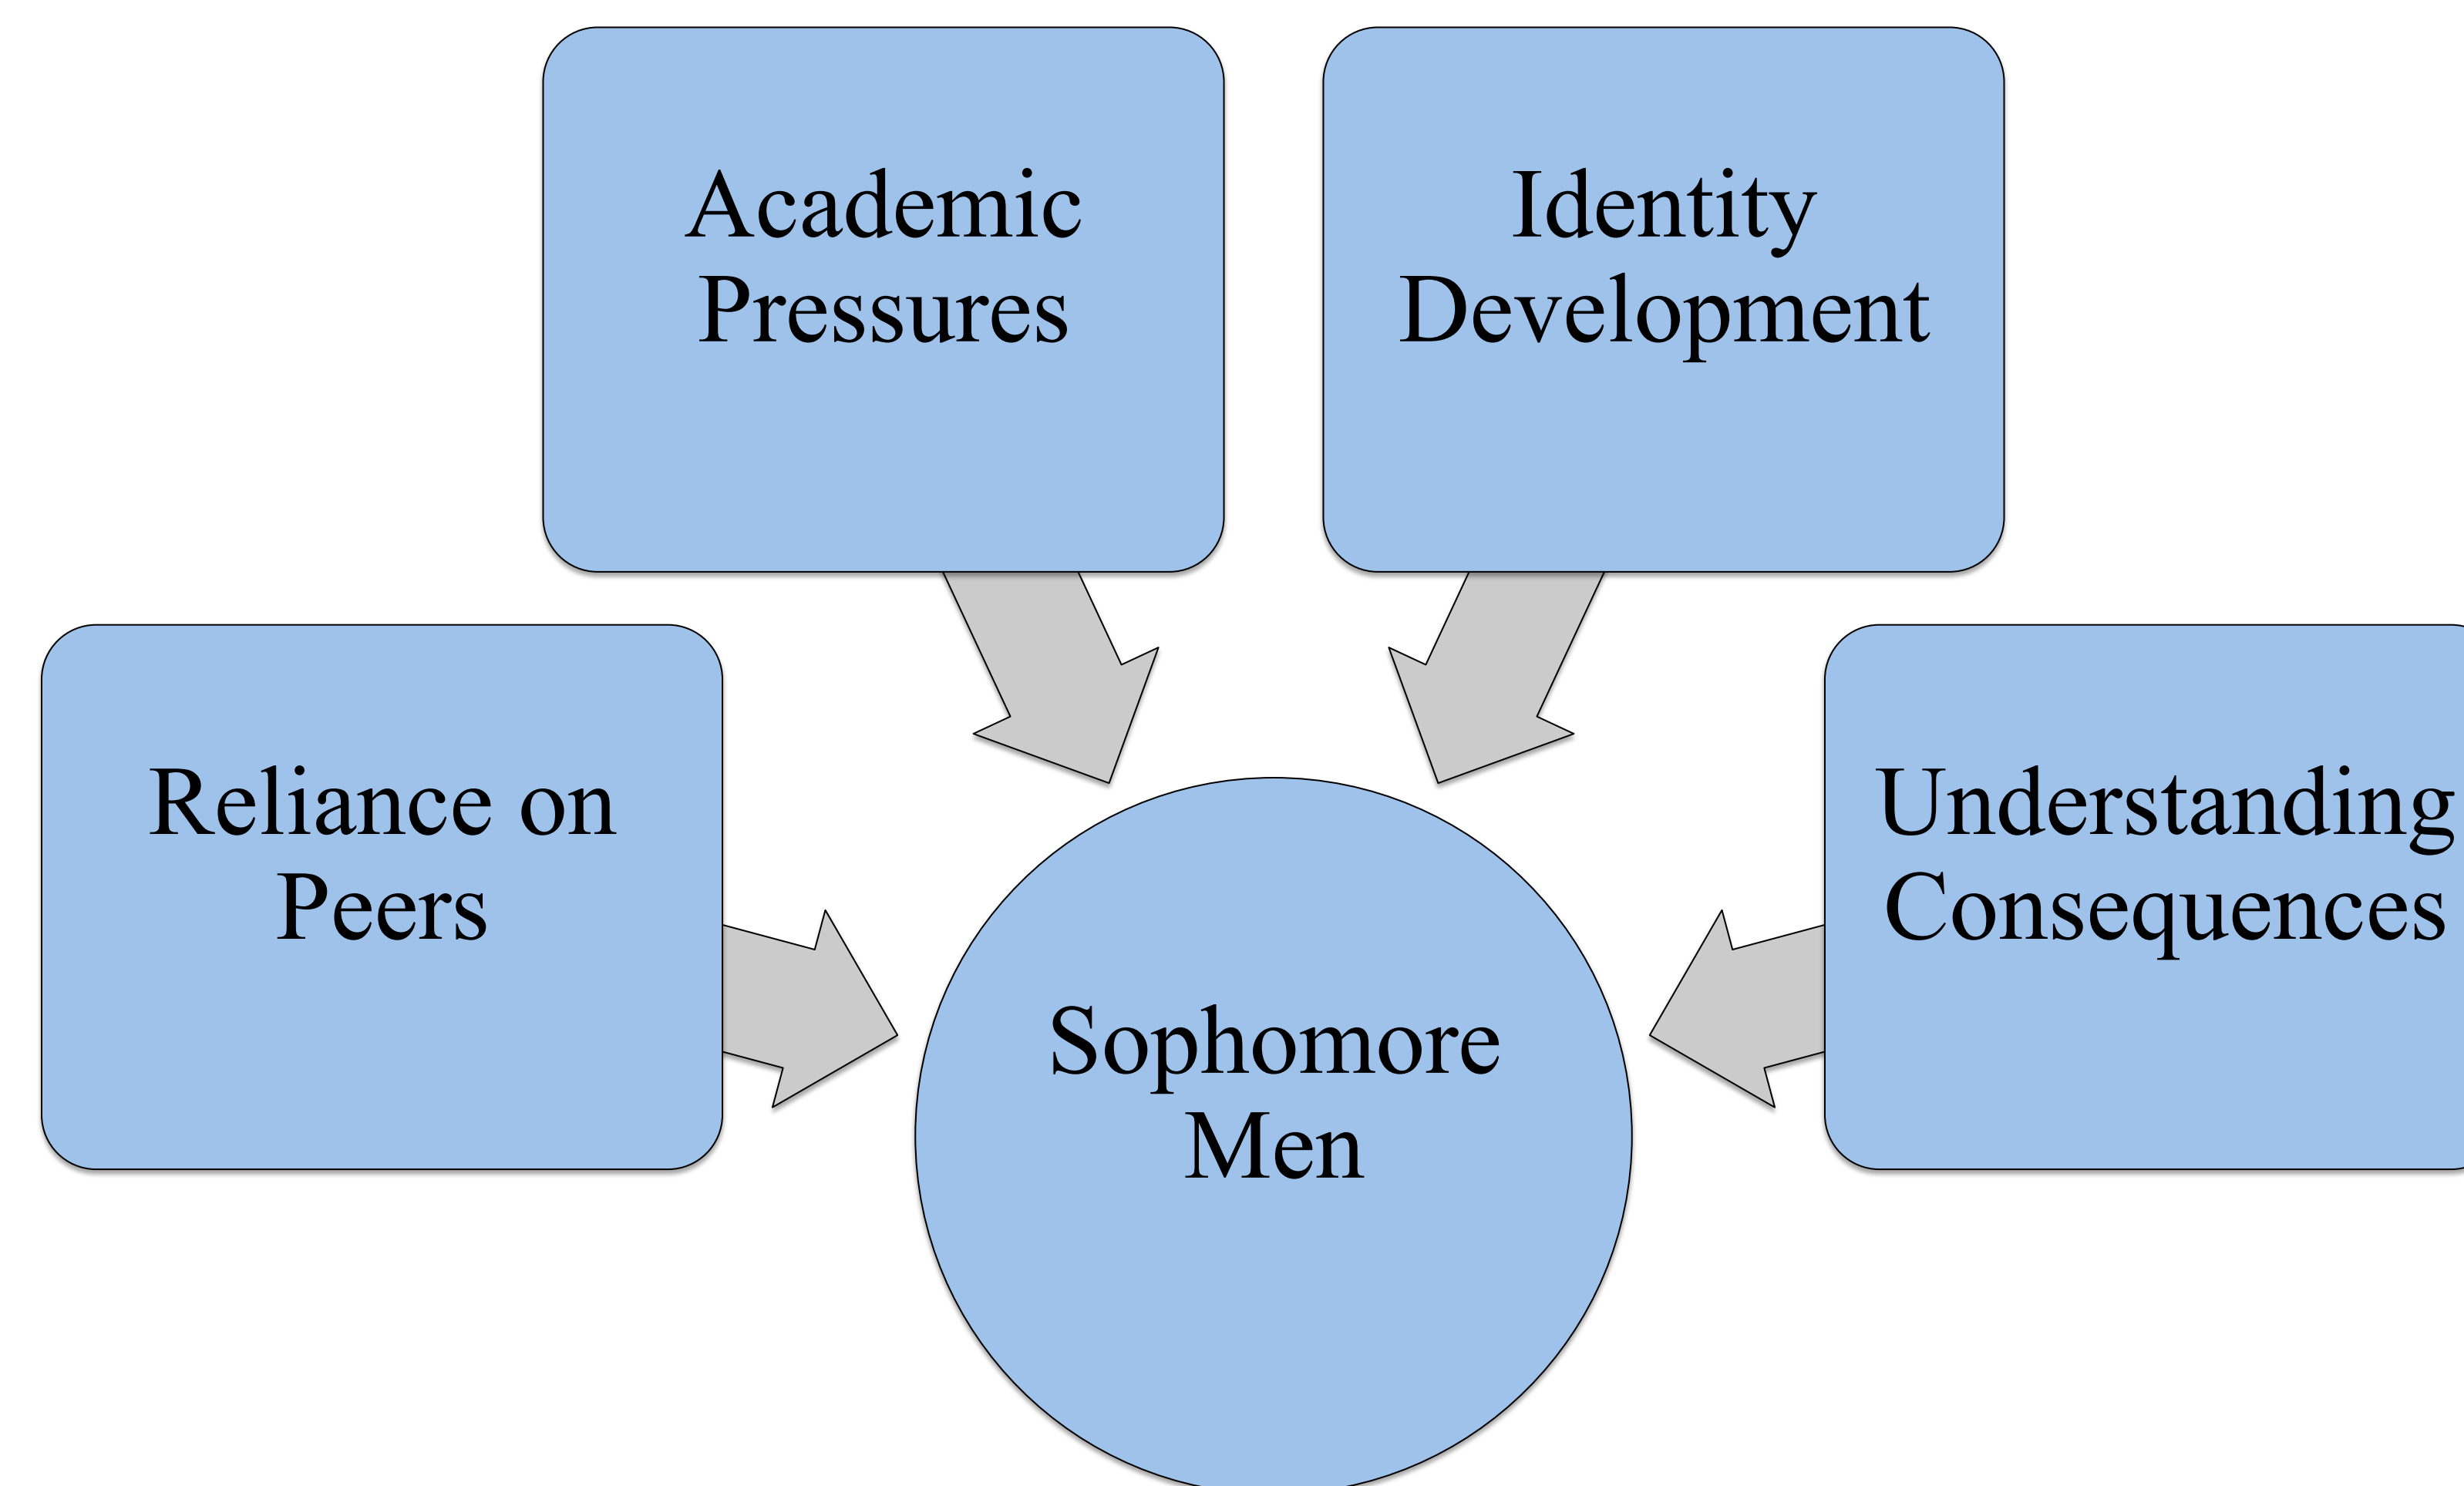 Academic
Pressures
Identity
Development
Reliance on
Peers
Understanding
Consequences
Sophomore
Men